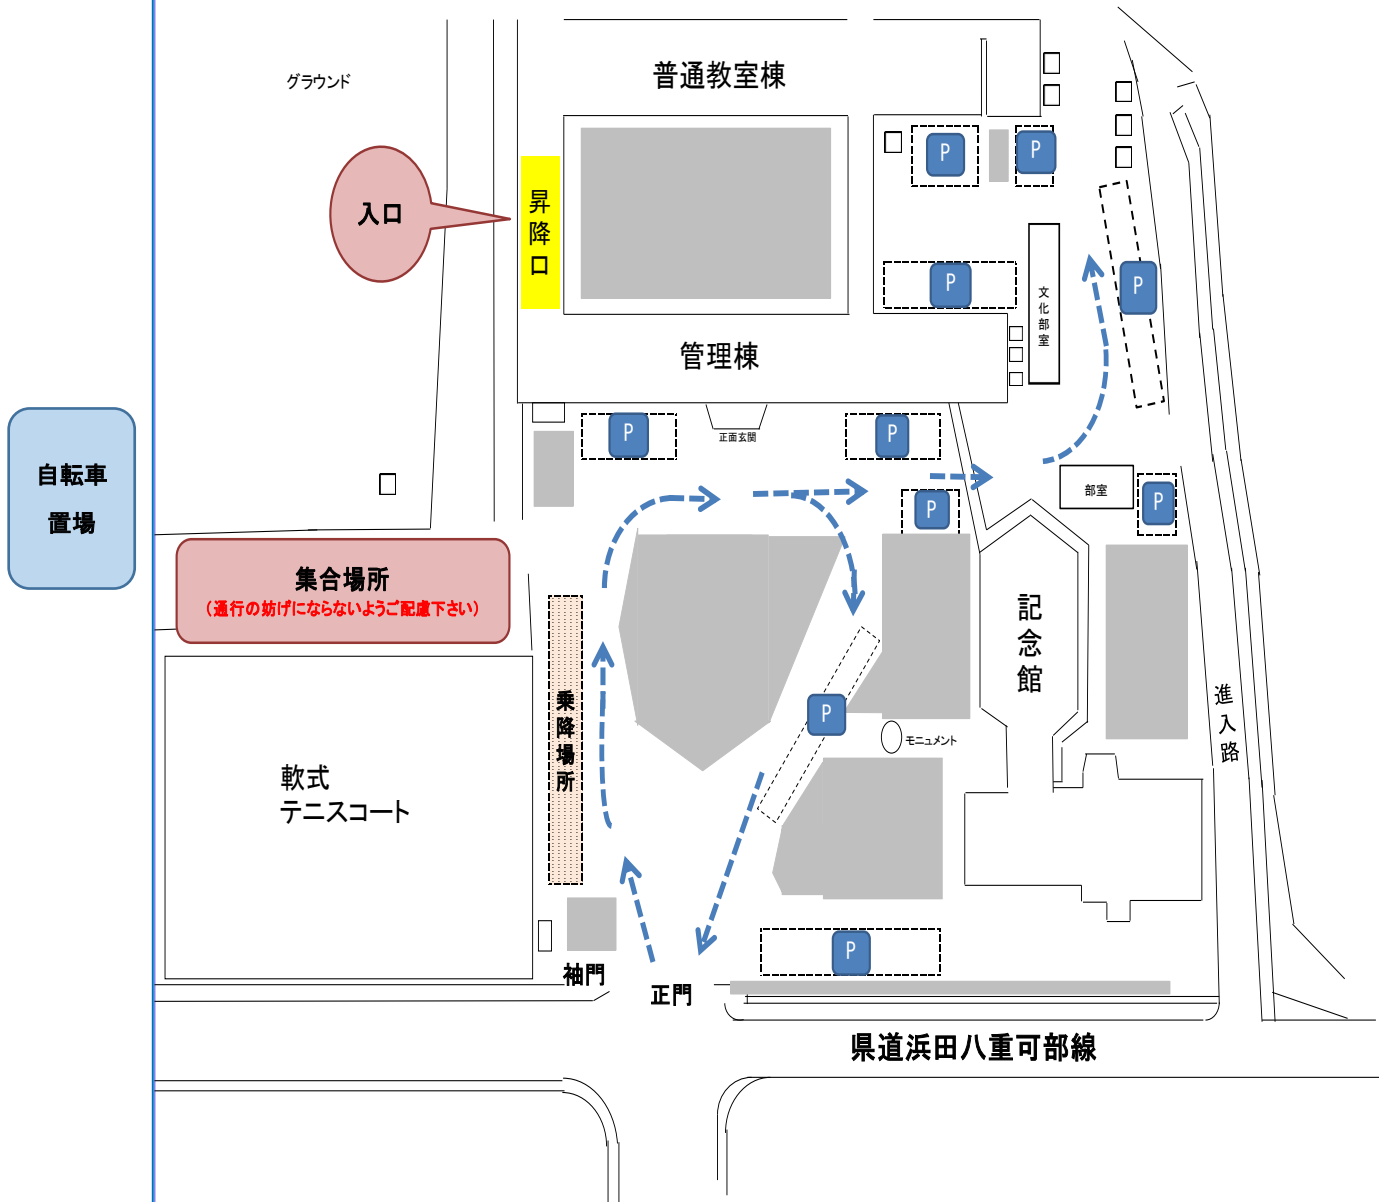 普通教室棟
グラウンド
P
P
入口
昇降口
P
P
文化部室
管理棟
P
正面玄関
P
自転車
置場
部室
P
P
集合場所
（通行の妨げにならないようご配慮下さい）
記念館
進入路
乗降場所
P
モニュメント
軟式
テニスコート
P
袖門
正門
県道浜田八重可部線